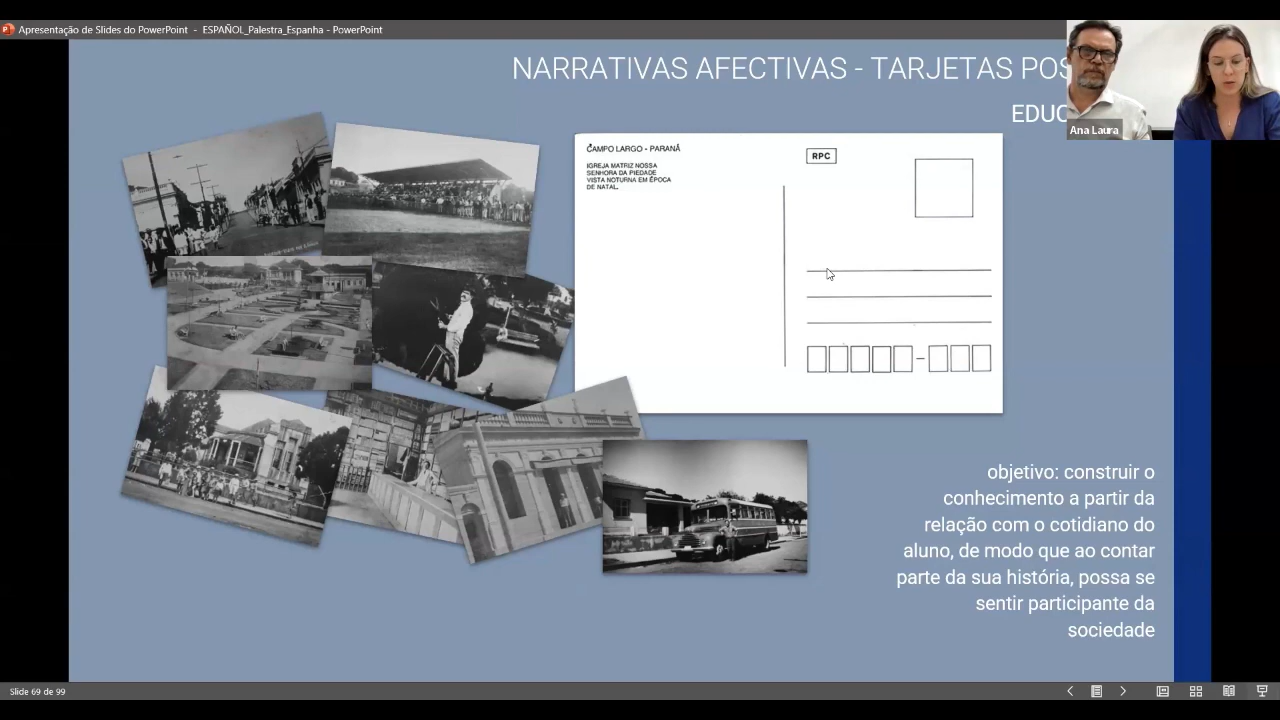 Apresentação de Slides do PowerPoint - ESPAÑOL_Palestra_Espanha - PowerPoint
NARRATIVAS AFECTIVAS - TARJETAS
Ana Laura
CAMPO LARGO - PARANÁ
IGREJA MATRIZ NOSSA
SENHORA DA PIEDADE
VISTA NOTURNA EM ÉPOCA
DE NATAL.
RPC
objetivo: construir o
conhecimento a partir da
relação com o cotidiano do
aluno, de modo que ao contar
parte da sua história, possa se
sentir participante da
sociedade
Slide 69 de 99